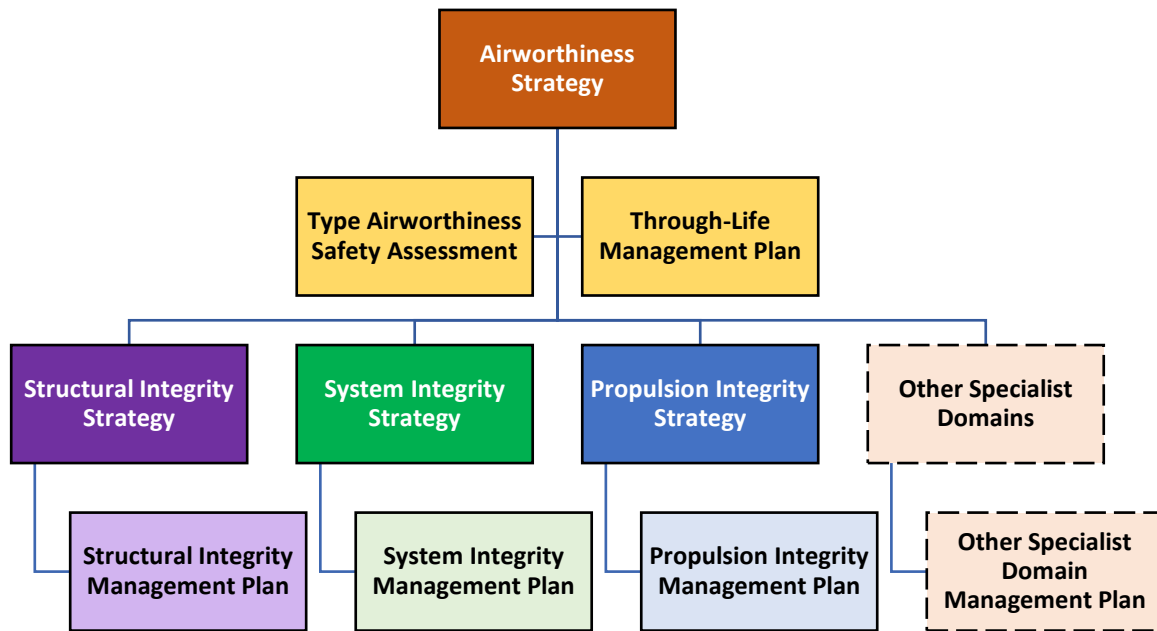 Airworthiness
Strategy
Type Airworthiness
Safety Assessment
Through-Life
Management Plan
Structural Integrity
Strategy
System Integrity
Strategy
Propulsion Integrity
Strategy
Other Specialist
Domains
Structural Integrity
Management Plan
System Integrity
Management Plan
Propulsion Integrity
Management Plan
Other Specialist
Domain
Management Plan